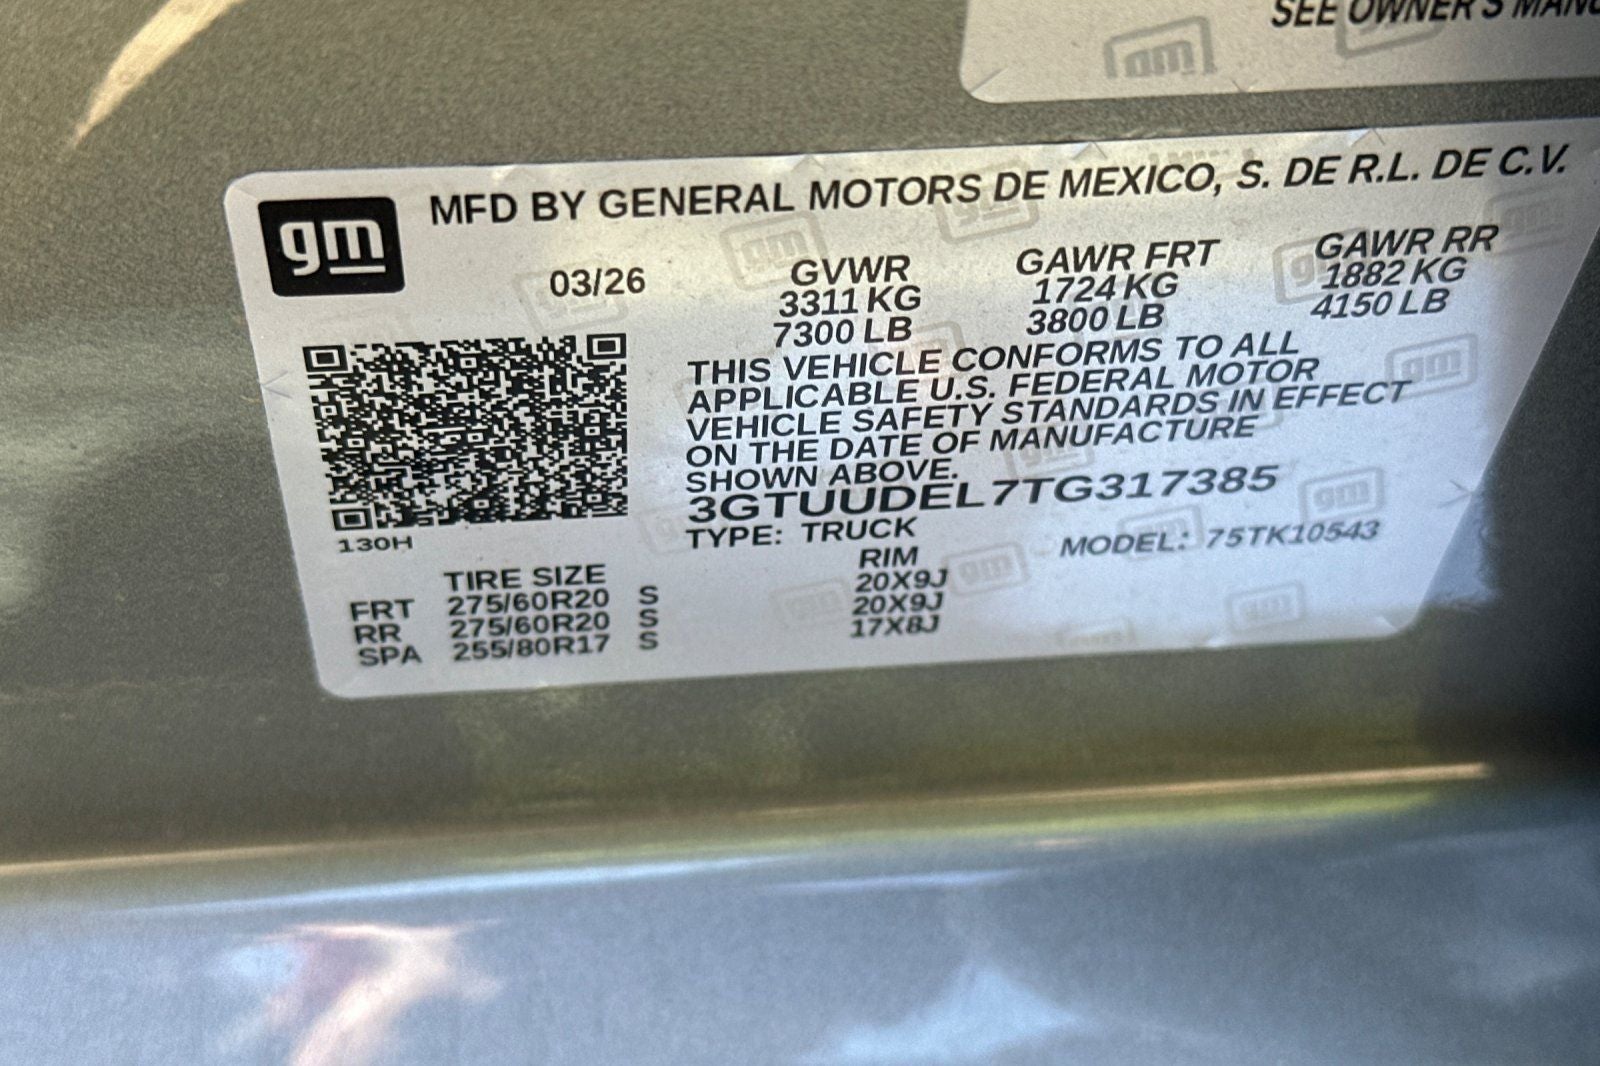 SEE OWNER'S MANU
gm
MFD BY GENERAL MOTORS DE MEXICO, S. DE R.L. DE C.V.
03/26
GVWR GAWR FRT GAWR RR
3311 KG 1724 KG 1882 KG
7300 LB 3800 LB 4150 LB
THIS VEHICLE CONFORMS TO ALL
APPLICABLE U.S. FEDERAL MOTOR
VEHICLE SAFETY STANDARDS IN EFFECT
ON THE DATE OF MANUFACTURE
SHOWN ABOVE.
3GTUUDEL7TG317385
TYPE: TRUCK MODEL: 75TK10543
130H
TIRE SIZE RIM
FRT 275/60R20 S 20X9J
RR 275/60R20 S 20X9J
SPA 255/80R17 S 17X8J